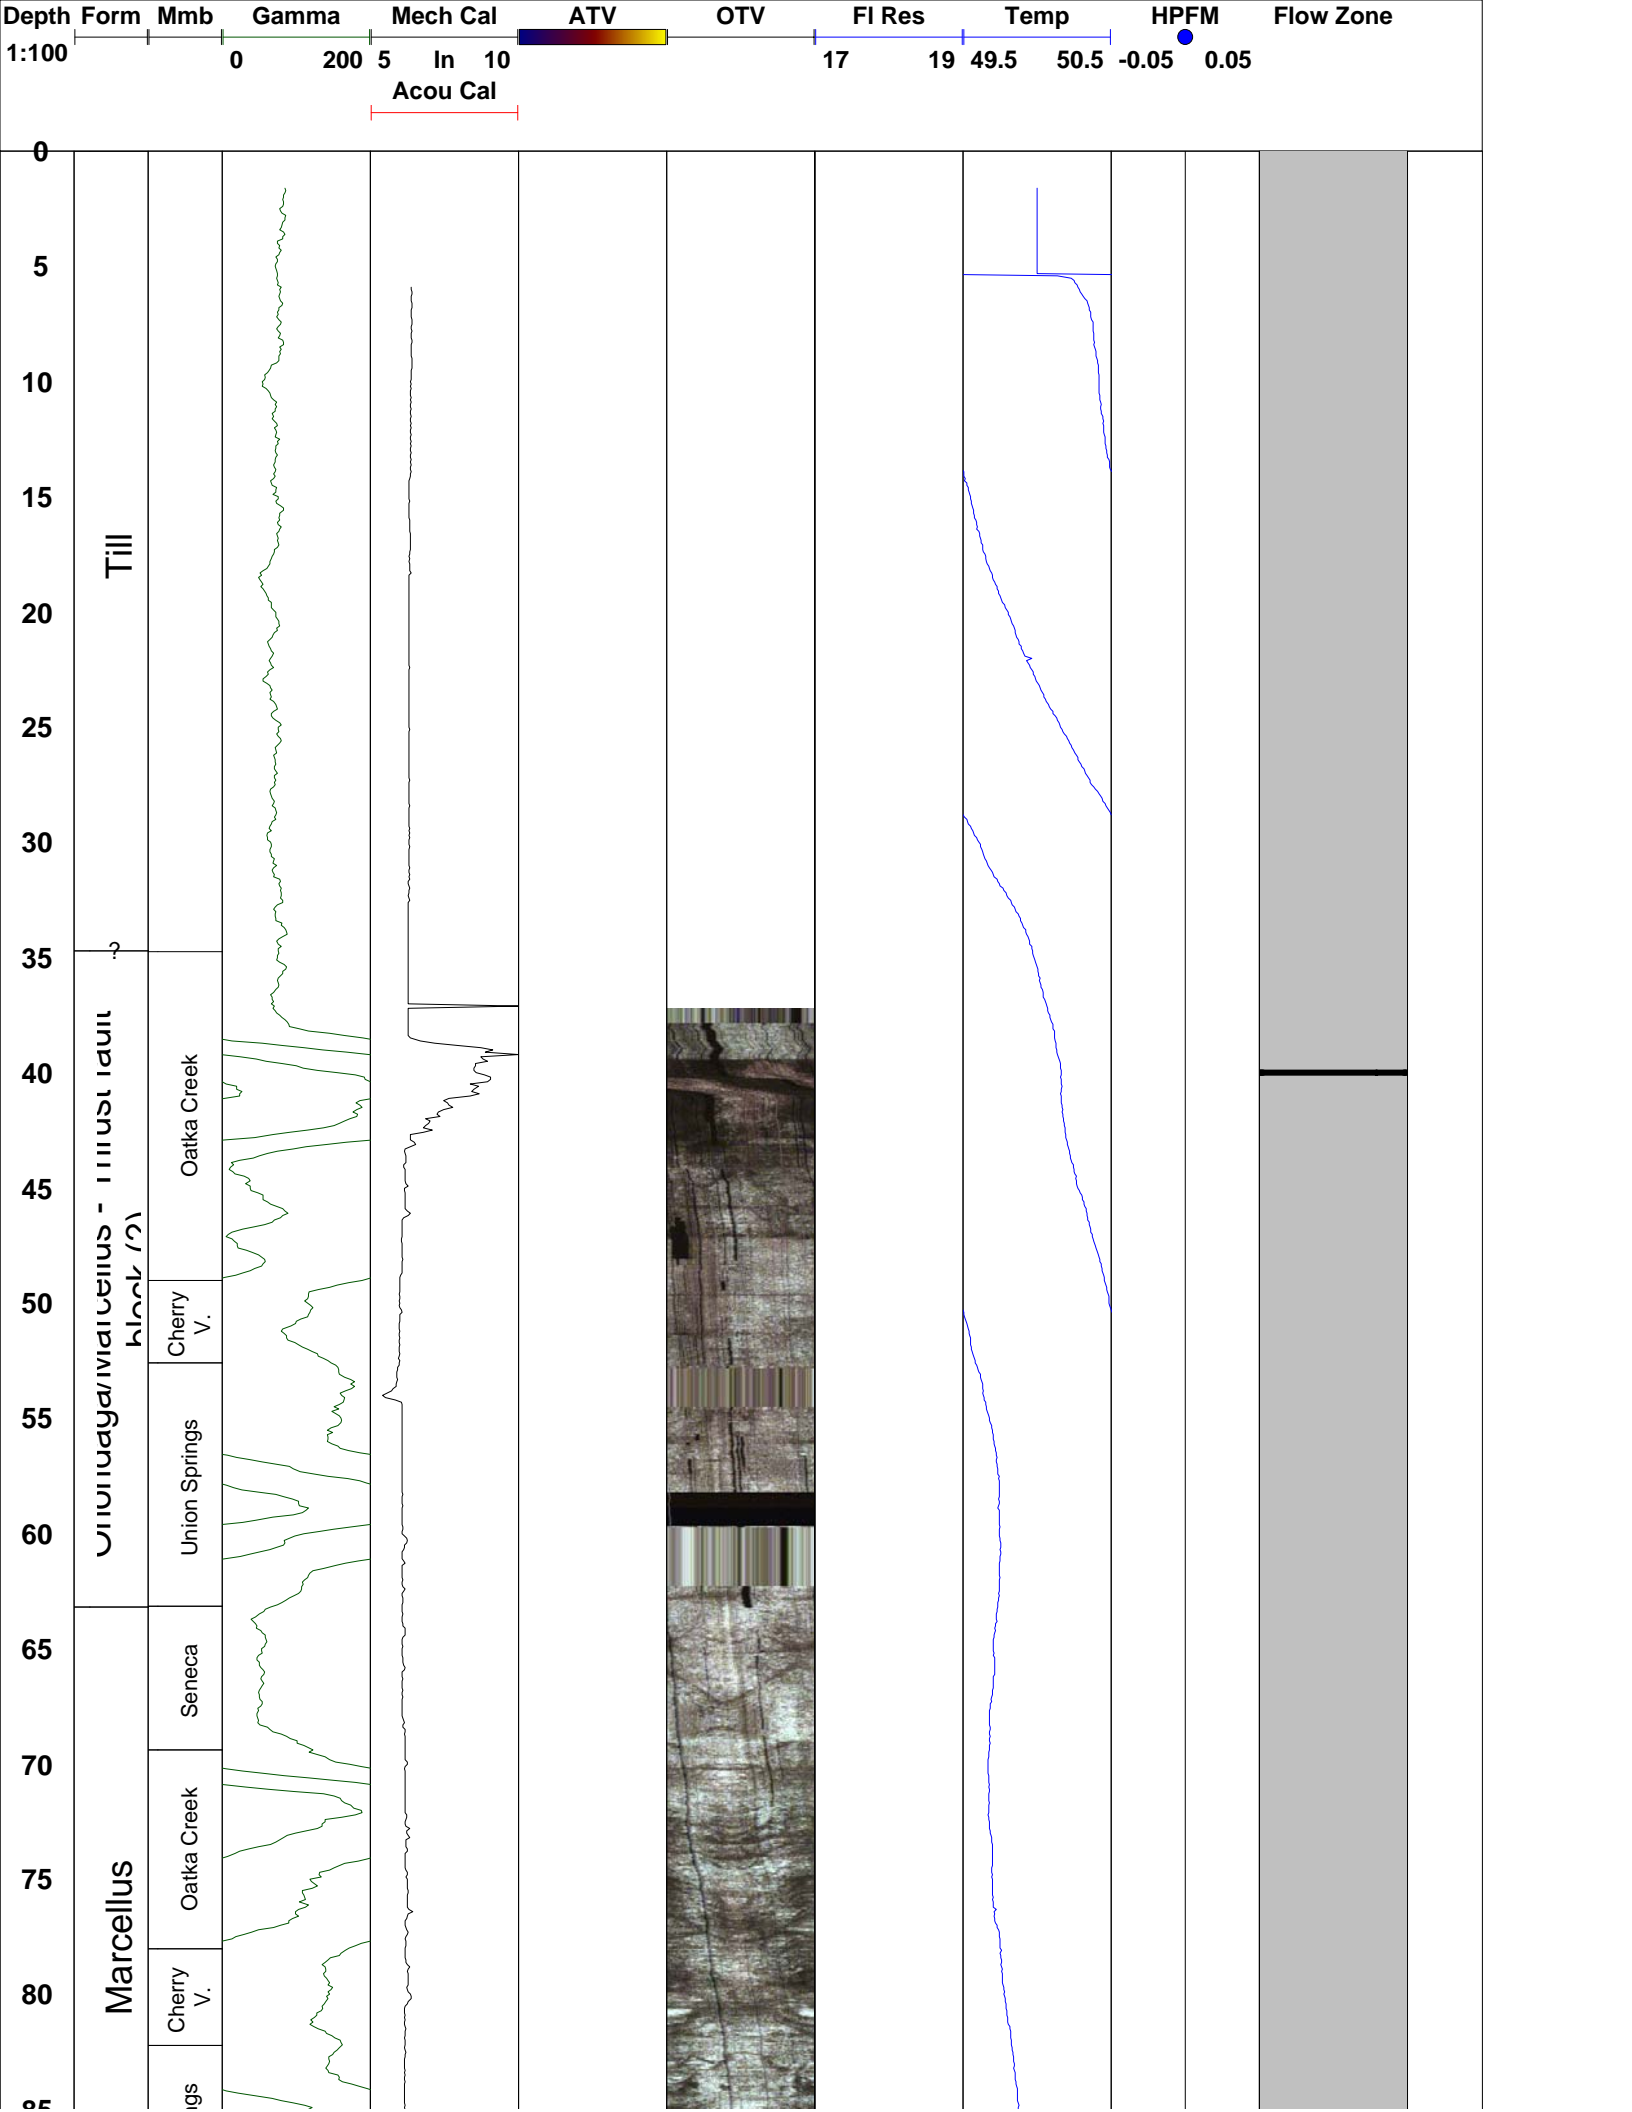 Depth Form Mmb Gamma Mech Cal ATV OTV Fl Res Temp HPFM Flow Zone
1:100 0 200 5 In 10 17 19 49.5 50.5 -0.05 0.05
Acou Cal
0
5
10
15
Till
20
25
30
35
?
40
Oatka Creek
45
50
Cherry
V.
55
Union Springs
60
65
Seneca
70
Oatka Creek
75
Marcellus
80
Cherry
V.
85